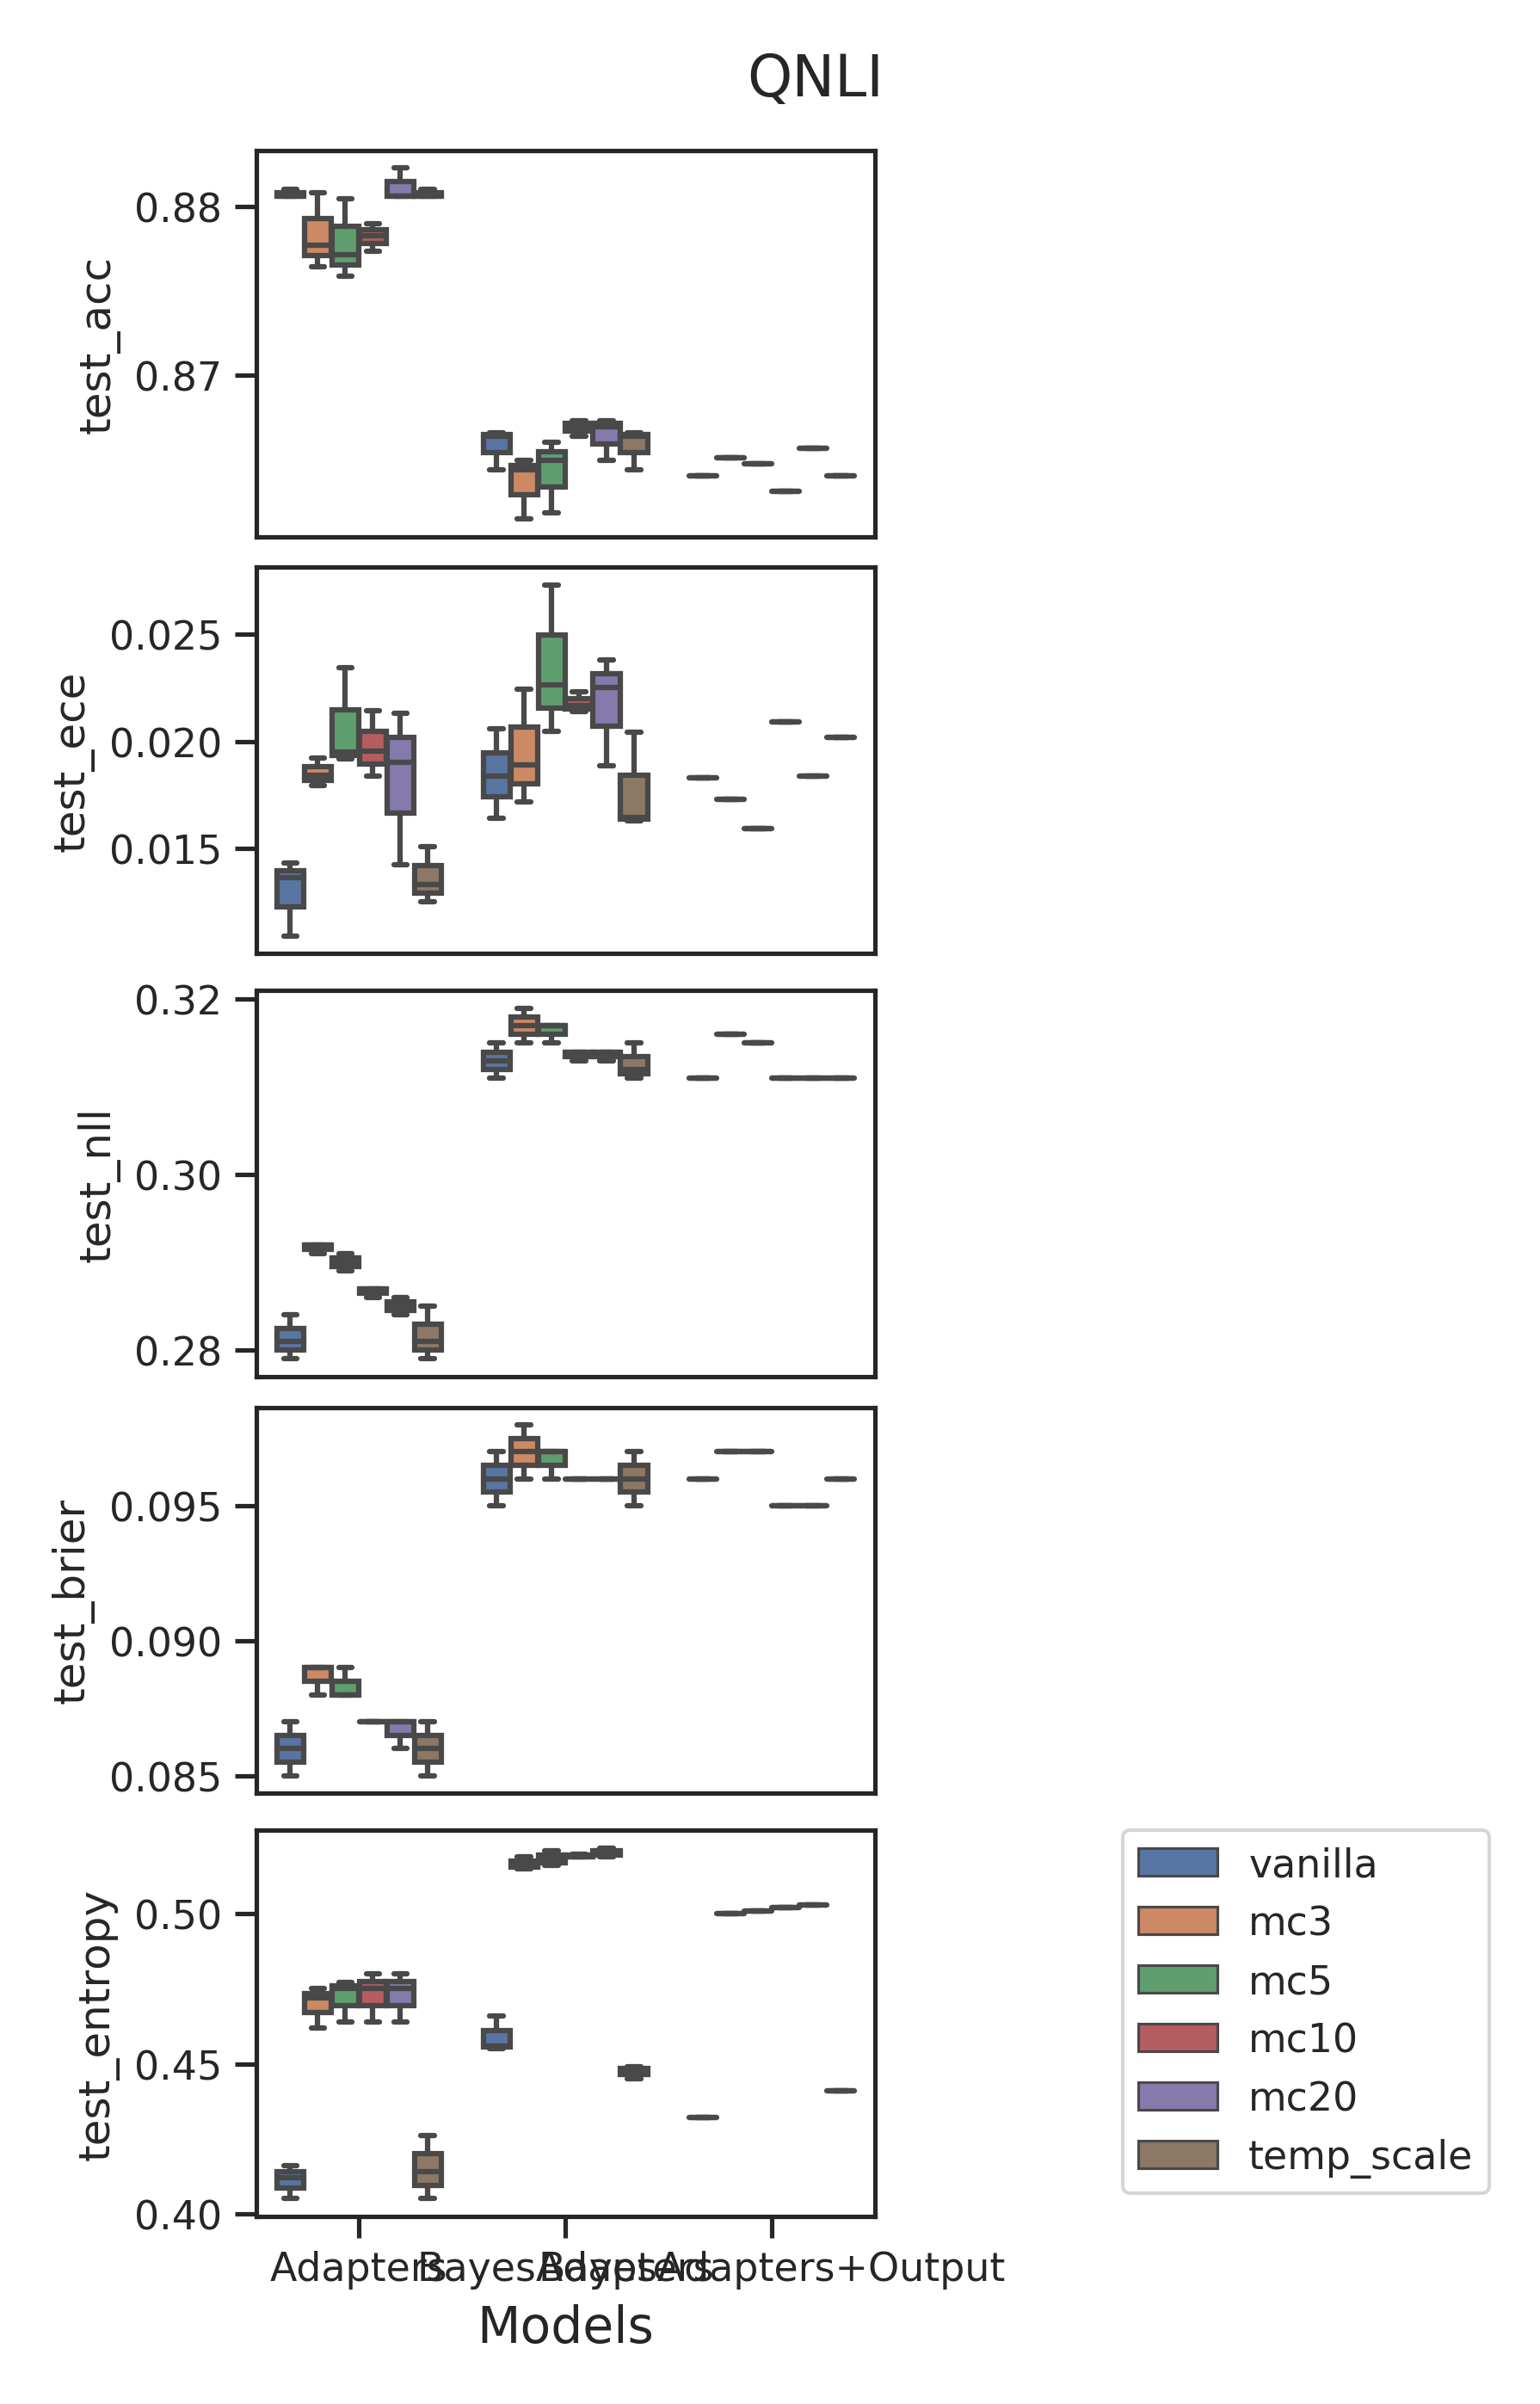 QNLI
test_acc
0.88
0.87
test_ece
0.025
0.020
0.015
test_nll
0.32
0.30
0.28
test_brier
0.095
0.090
0.085
test_entropy
0.50
0.45
0.40
vanilla
mc3
mc5
mc10
mc20
temp_scale
Adapters
BayesAdapters
BayesAdapters+Output
Models